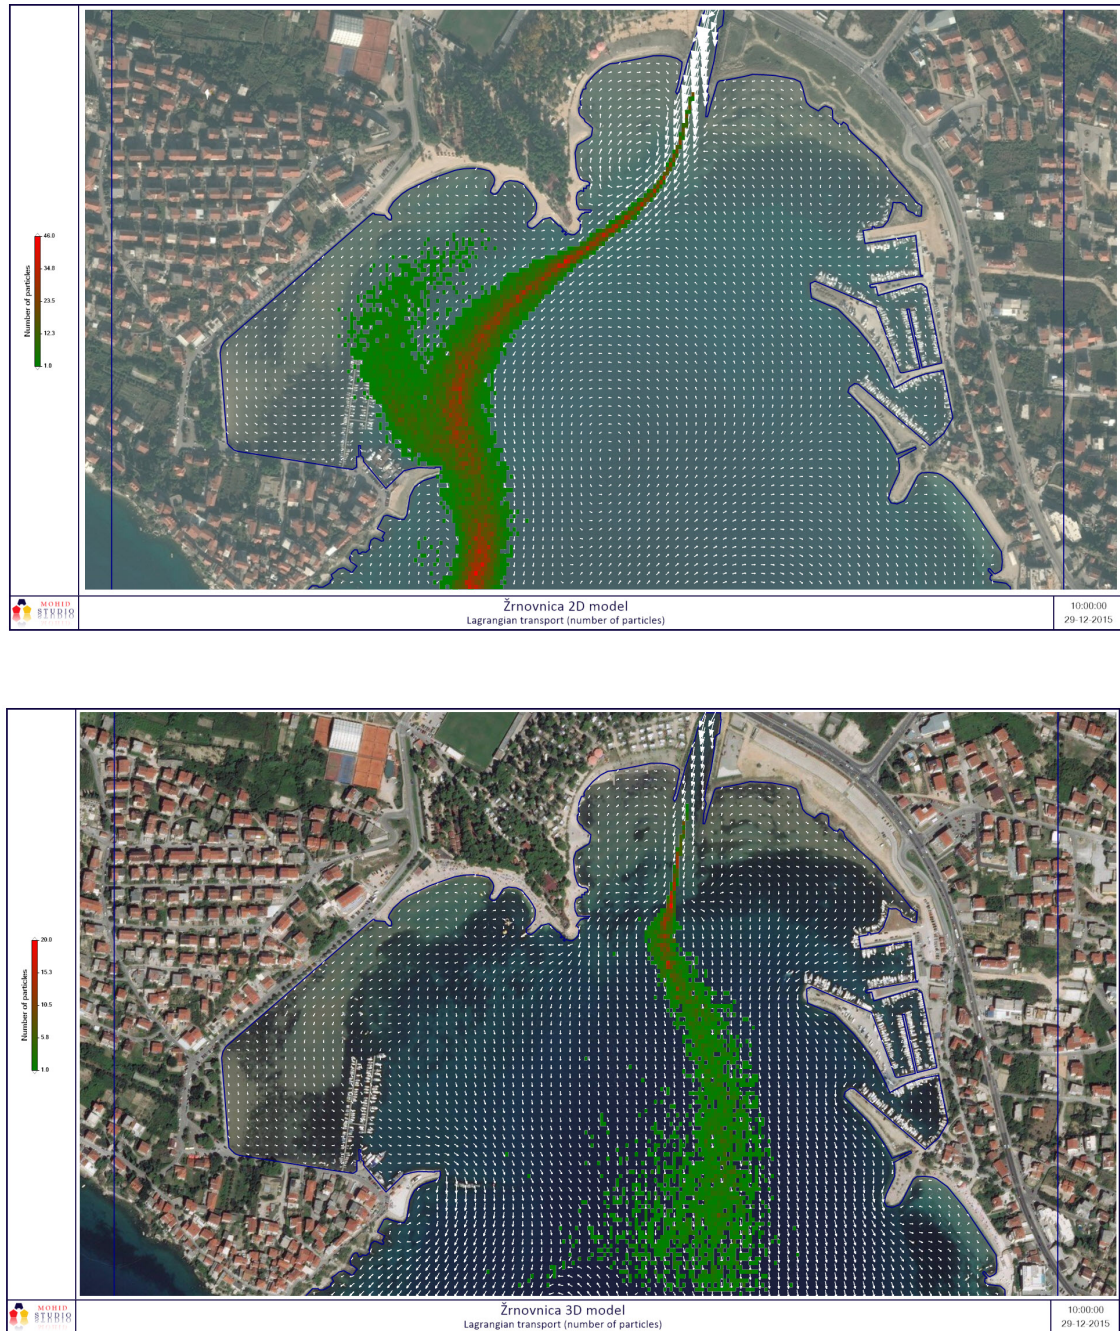 46.0
34.8
23.5
12.3
1.0
Number of particles
MOHID
STUDIO
Žrnovnica 2D model
Lagrangian transport (number of particles)
10:00:00
29-12-2015
20.0
15.3
10.5
5.8
1.0
Number of particles
MOHID
STUDIO
Žrnovnica 3D model
Lagrangian transport (number of particles)
10:00:00
29-12-2015